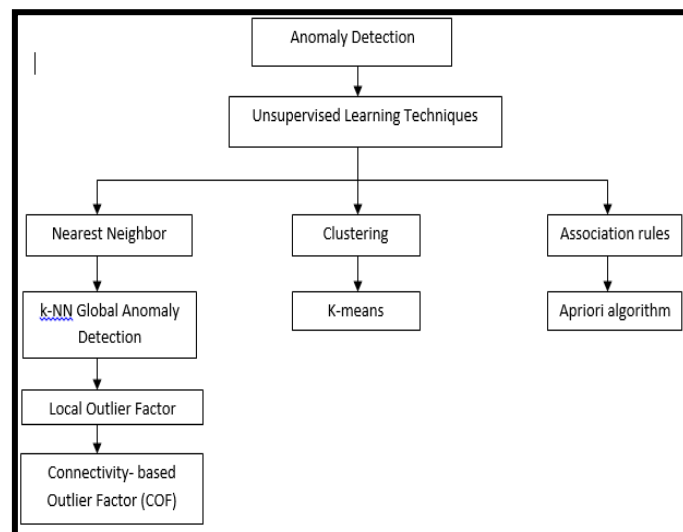 Anomaly Detection
Unsupervised Learning Techniques
Nearest Neighbor
Clustering
Association rules
k-NN Global Anomaly
Detection
K-means
Apriori algorithm
Local Outlier Factor
Connectivity- based
Outlier Factor (COF)